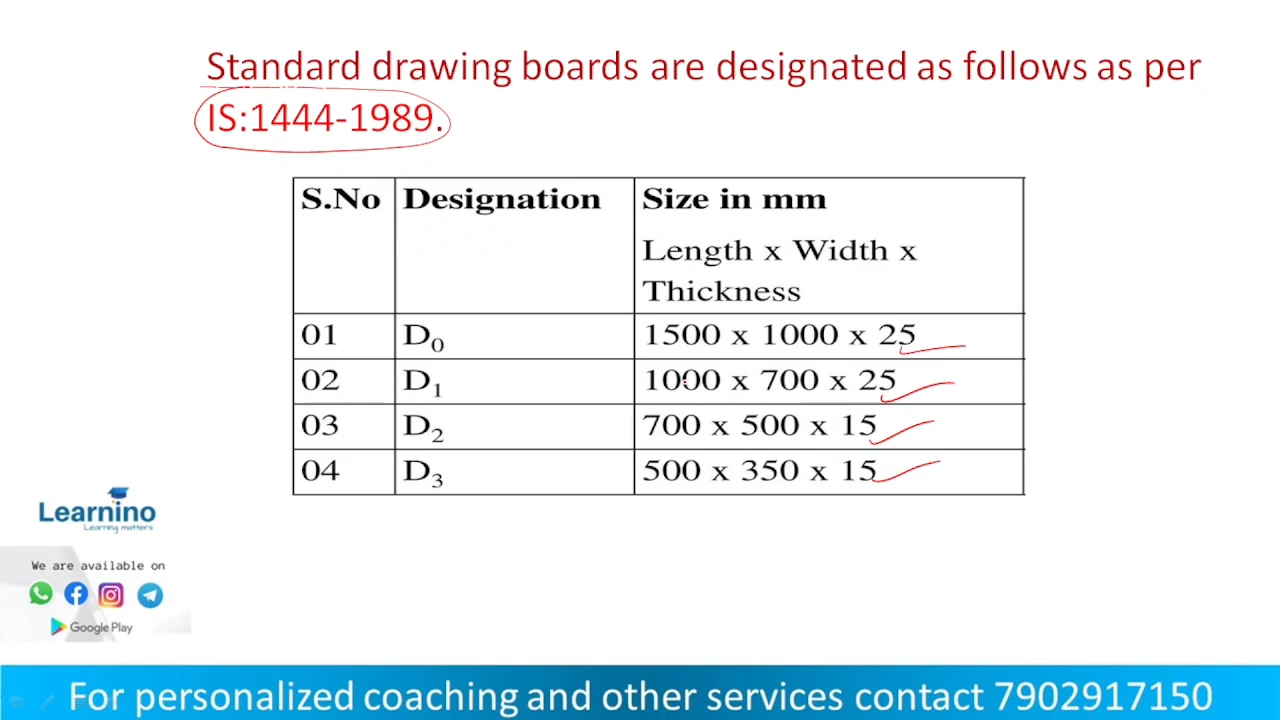 Standard drawing boards are designated as follows as per
IS:1444-1989.
S.No Designation Size in mm
Length x Width x
Thickness
01 D0 1500 x 1000 x 25
02 D1 1000 x 700 x 25
03 D2 700 x 500 x 15
04 D3 500 x 350 x 15
Learnino
Learning matters
We are available on
Google Play
For personalized coaching and other services contact 7902917150